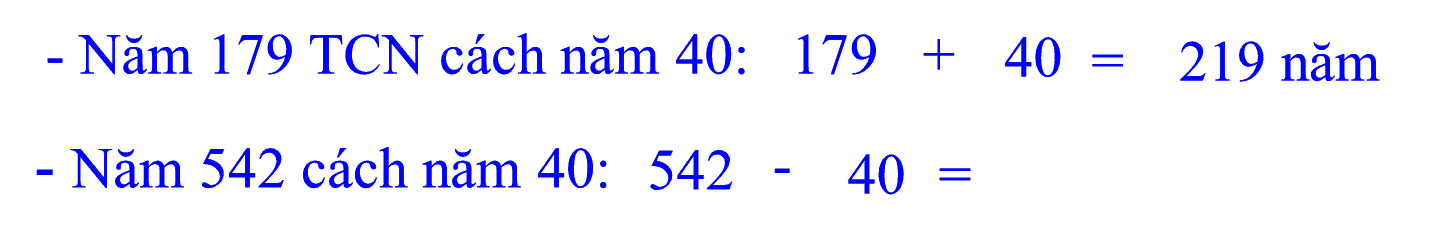 - Năm 179 TCN cách năm 40: 179 + 40 = 219 năm
- Năm 542 cách năm 40: 542 - 40 =